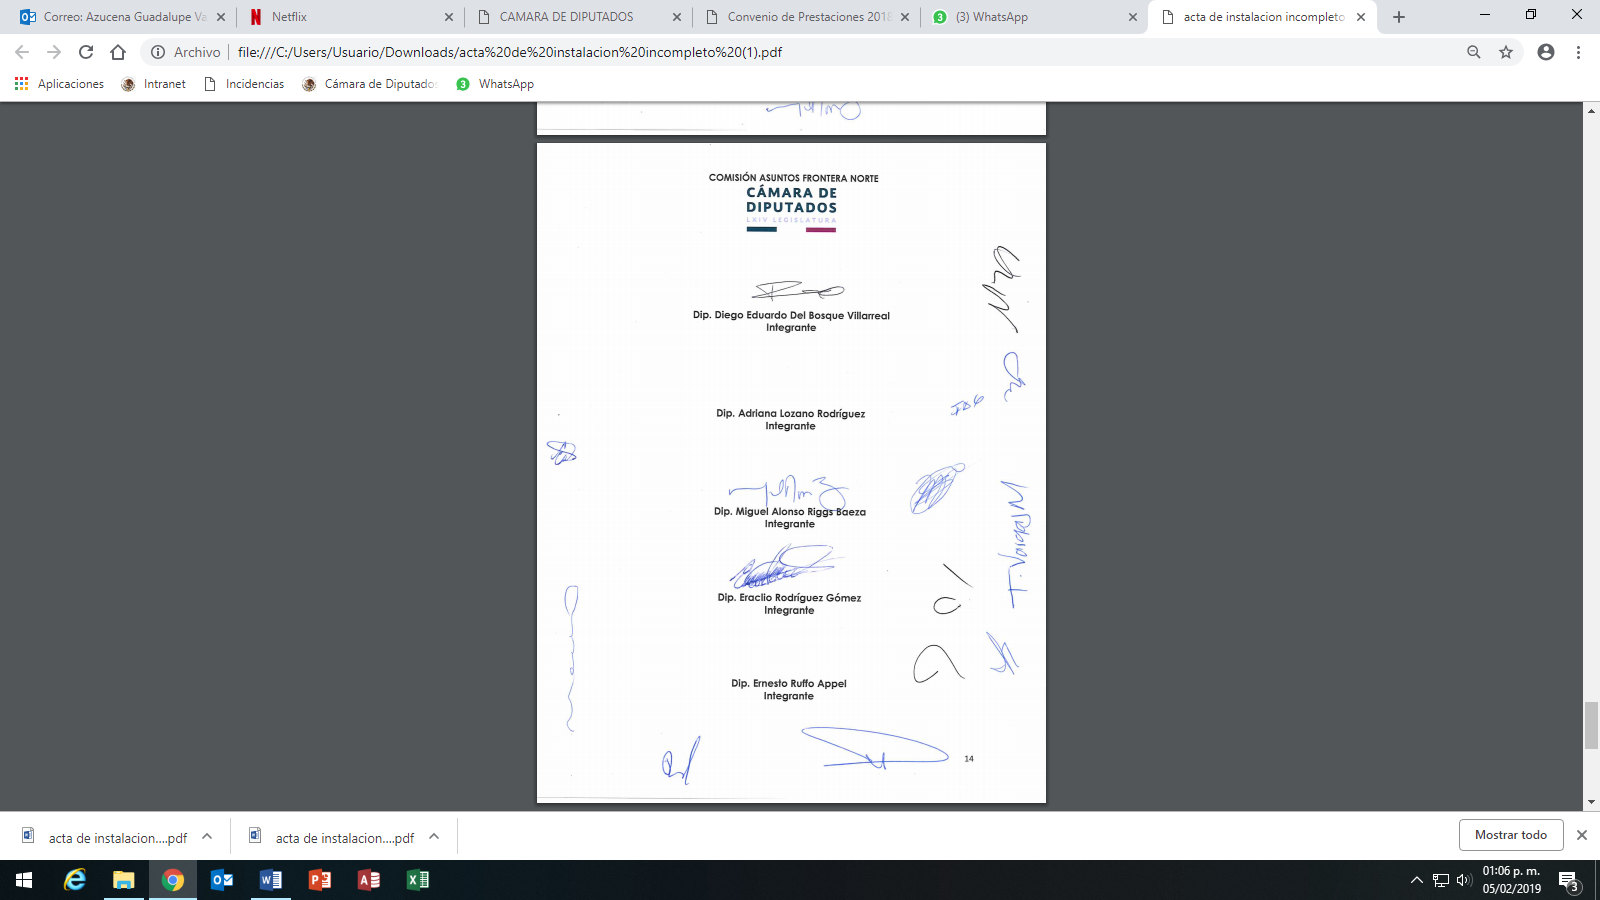 Correo: Azucena Guadalupe Va
Netflix
CAMARA DE DIPUTADOS
Convenio de Prestaciones 2018
(3) WhatsApp
acta de instalacion incompleto
Archivo
file:///C:/Users/Usuario/Downloads/acta%20de%20instalacion%20incompleto%20(1).pdf
Aplicaciones
Intranet
Incidencias
Cámara de Diputado
3
WhatsApp
COMISIÓN ASUNTOS FRONTERA NORTE
CÁMARA DE
DIPUTADOS
LXIV LEGISLATURA
Dip. Diego Eduardo Del Bosque Villarreal
Integrante
Dip. Adriana Lozano Rodríguez
Integrante
Dip. Miguel Alonso Riggs Baeza
Integrante
Dip. Eraclio Rodríguez Gómez
Integrante
Dip. Ernesto Ruffo Appel
Integrante
14
acta de instalacion....pdf
acta de instalacion....pdf
Mostrar todo
01:06 p. m.
05/02/2019
3